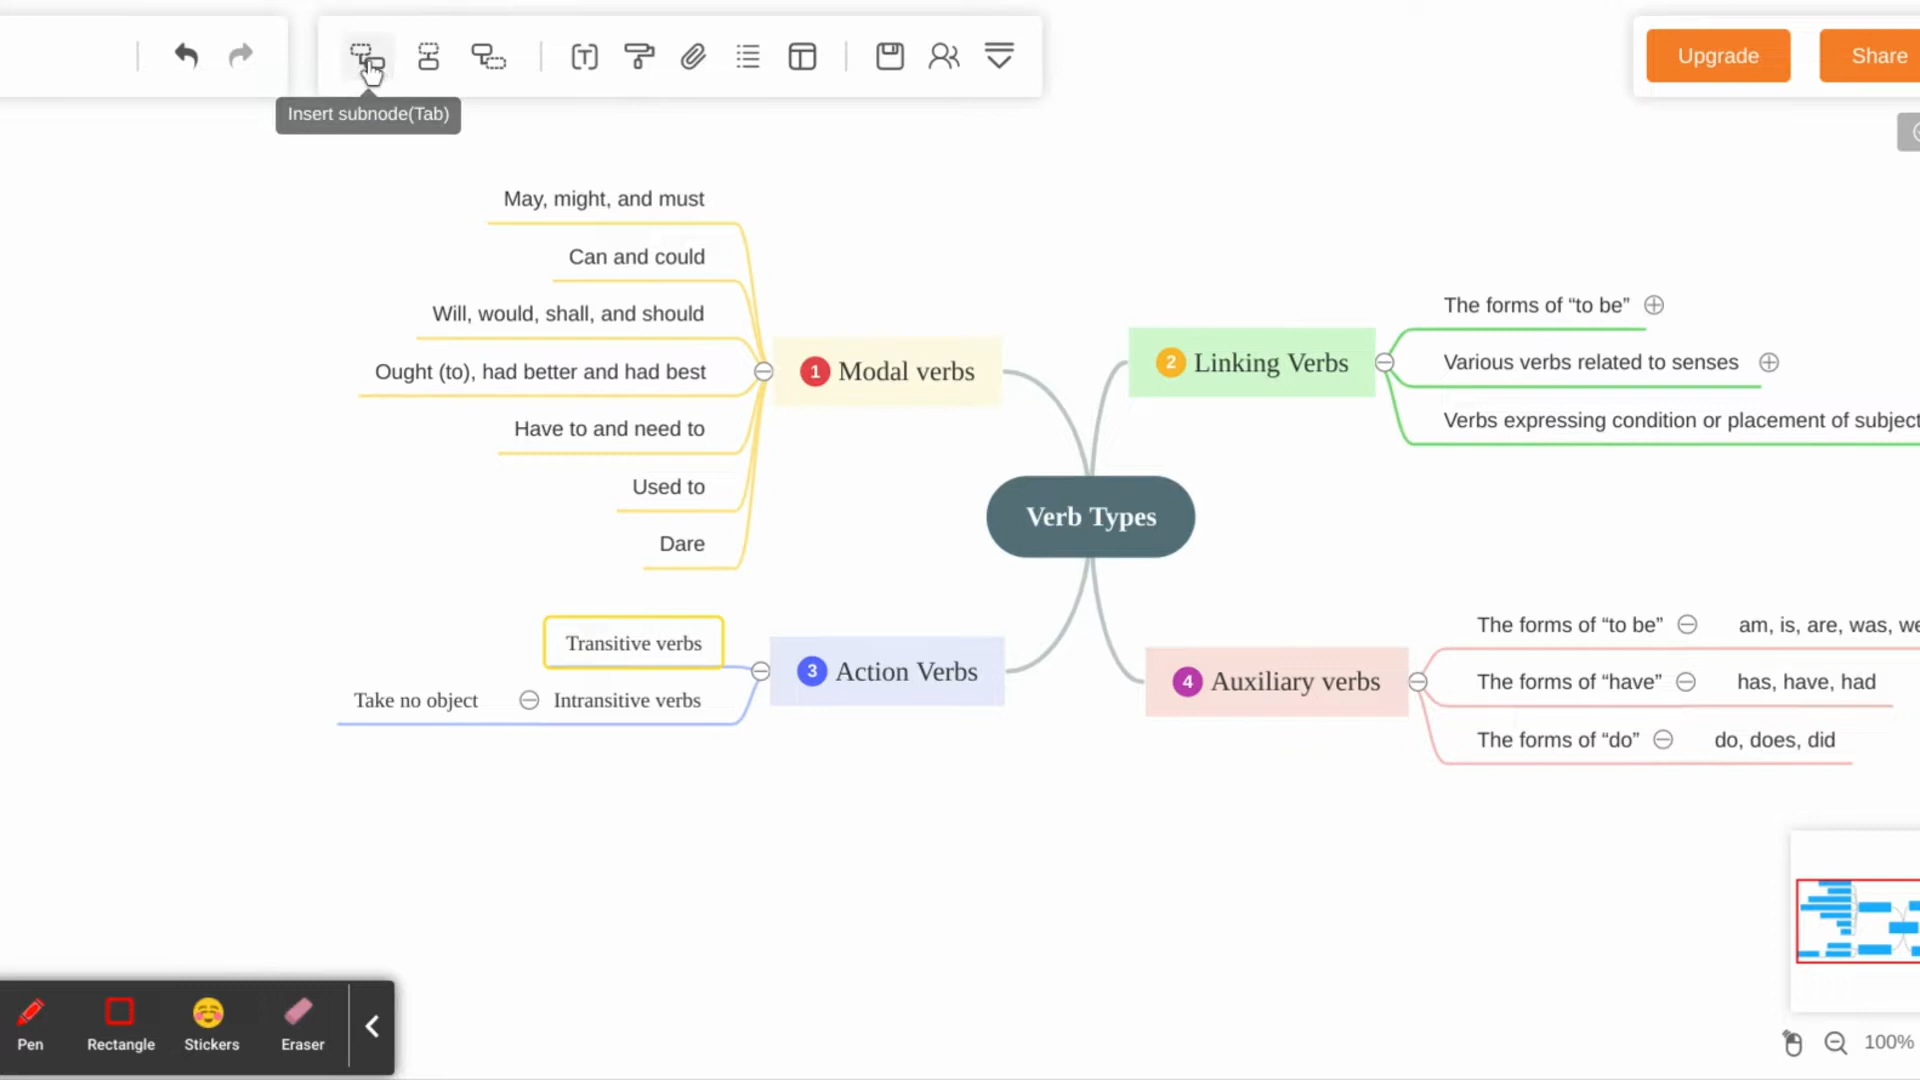 Upgrade
Share
Insert subnode(Tab)
May, might, and must
Can and could
Will, would, shall, and should
Ought (to), had better and had best
Have to and need to
Used to
Dare
1 Modal verbs
2 Linking Verbs
The forms of “to be”
Various verbs related to senses
Verbs expressing condition or placement of subject
Verb Types
Transitive verbs
Take no object
Intransitive verbs
3 Action Verbs
4 Auxiliary verbs
The forms of “to be”
am, is, are, was, we
The forms of “have”
has, have, had
The forms of “do”
do, does, did
Pen
Rectangle
Stickers
Eraser
100%